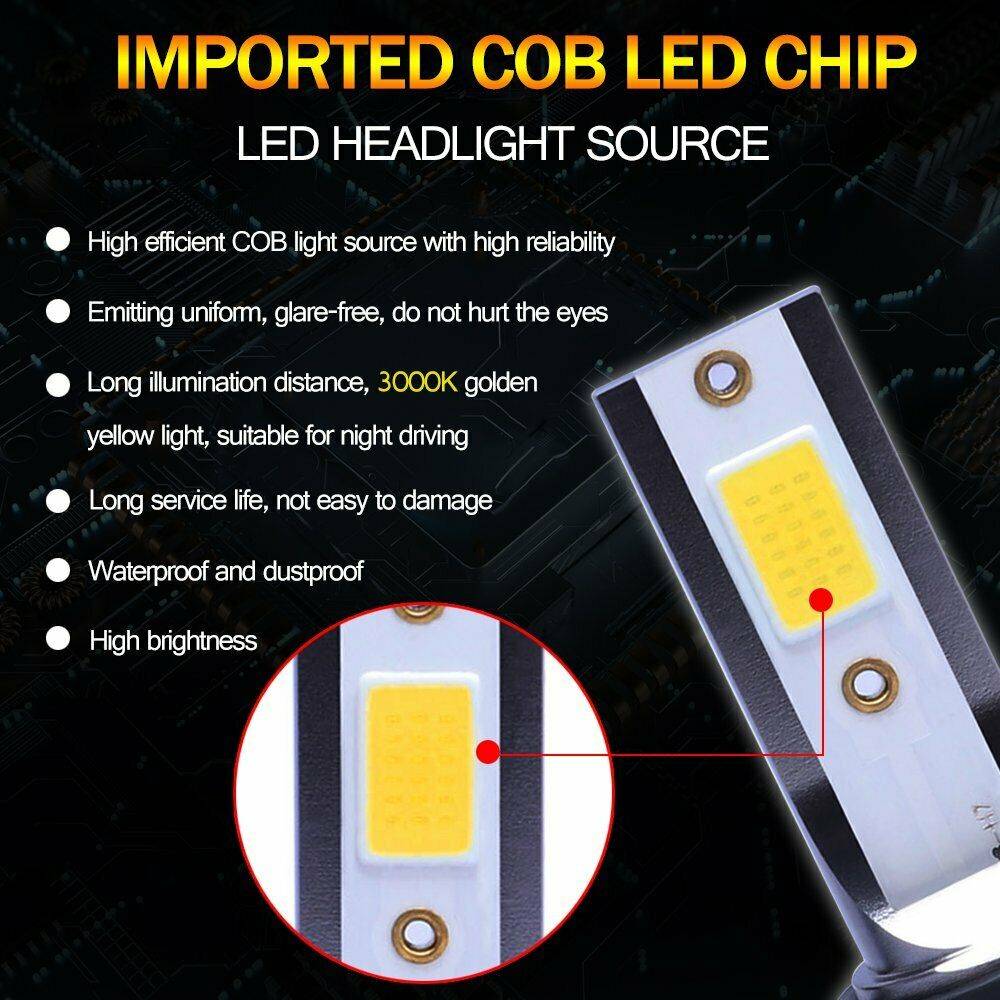 IMPORTED COB LED CHIP
LED HEADLIGHT SOURCE
High efficient COB light source with high reliability
Emitting uniform, glare-free, do not hurt the eyes
Long illumination distance, 3000K golden
yellow light, suitable for night driving
Long service life, not easy to damage
Waterproof and dustproof
High brightness